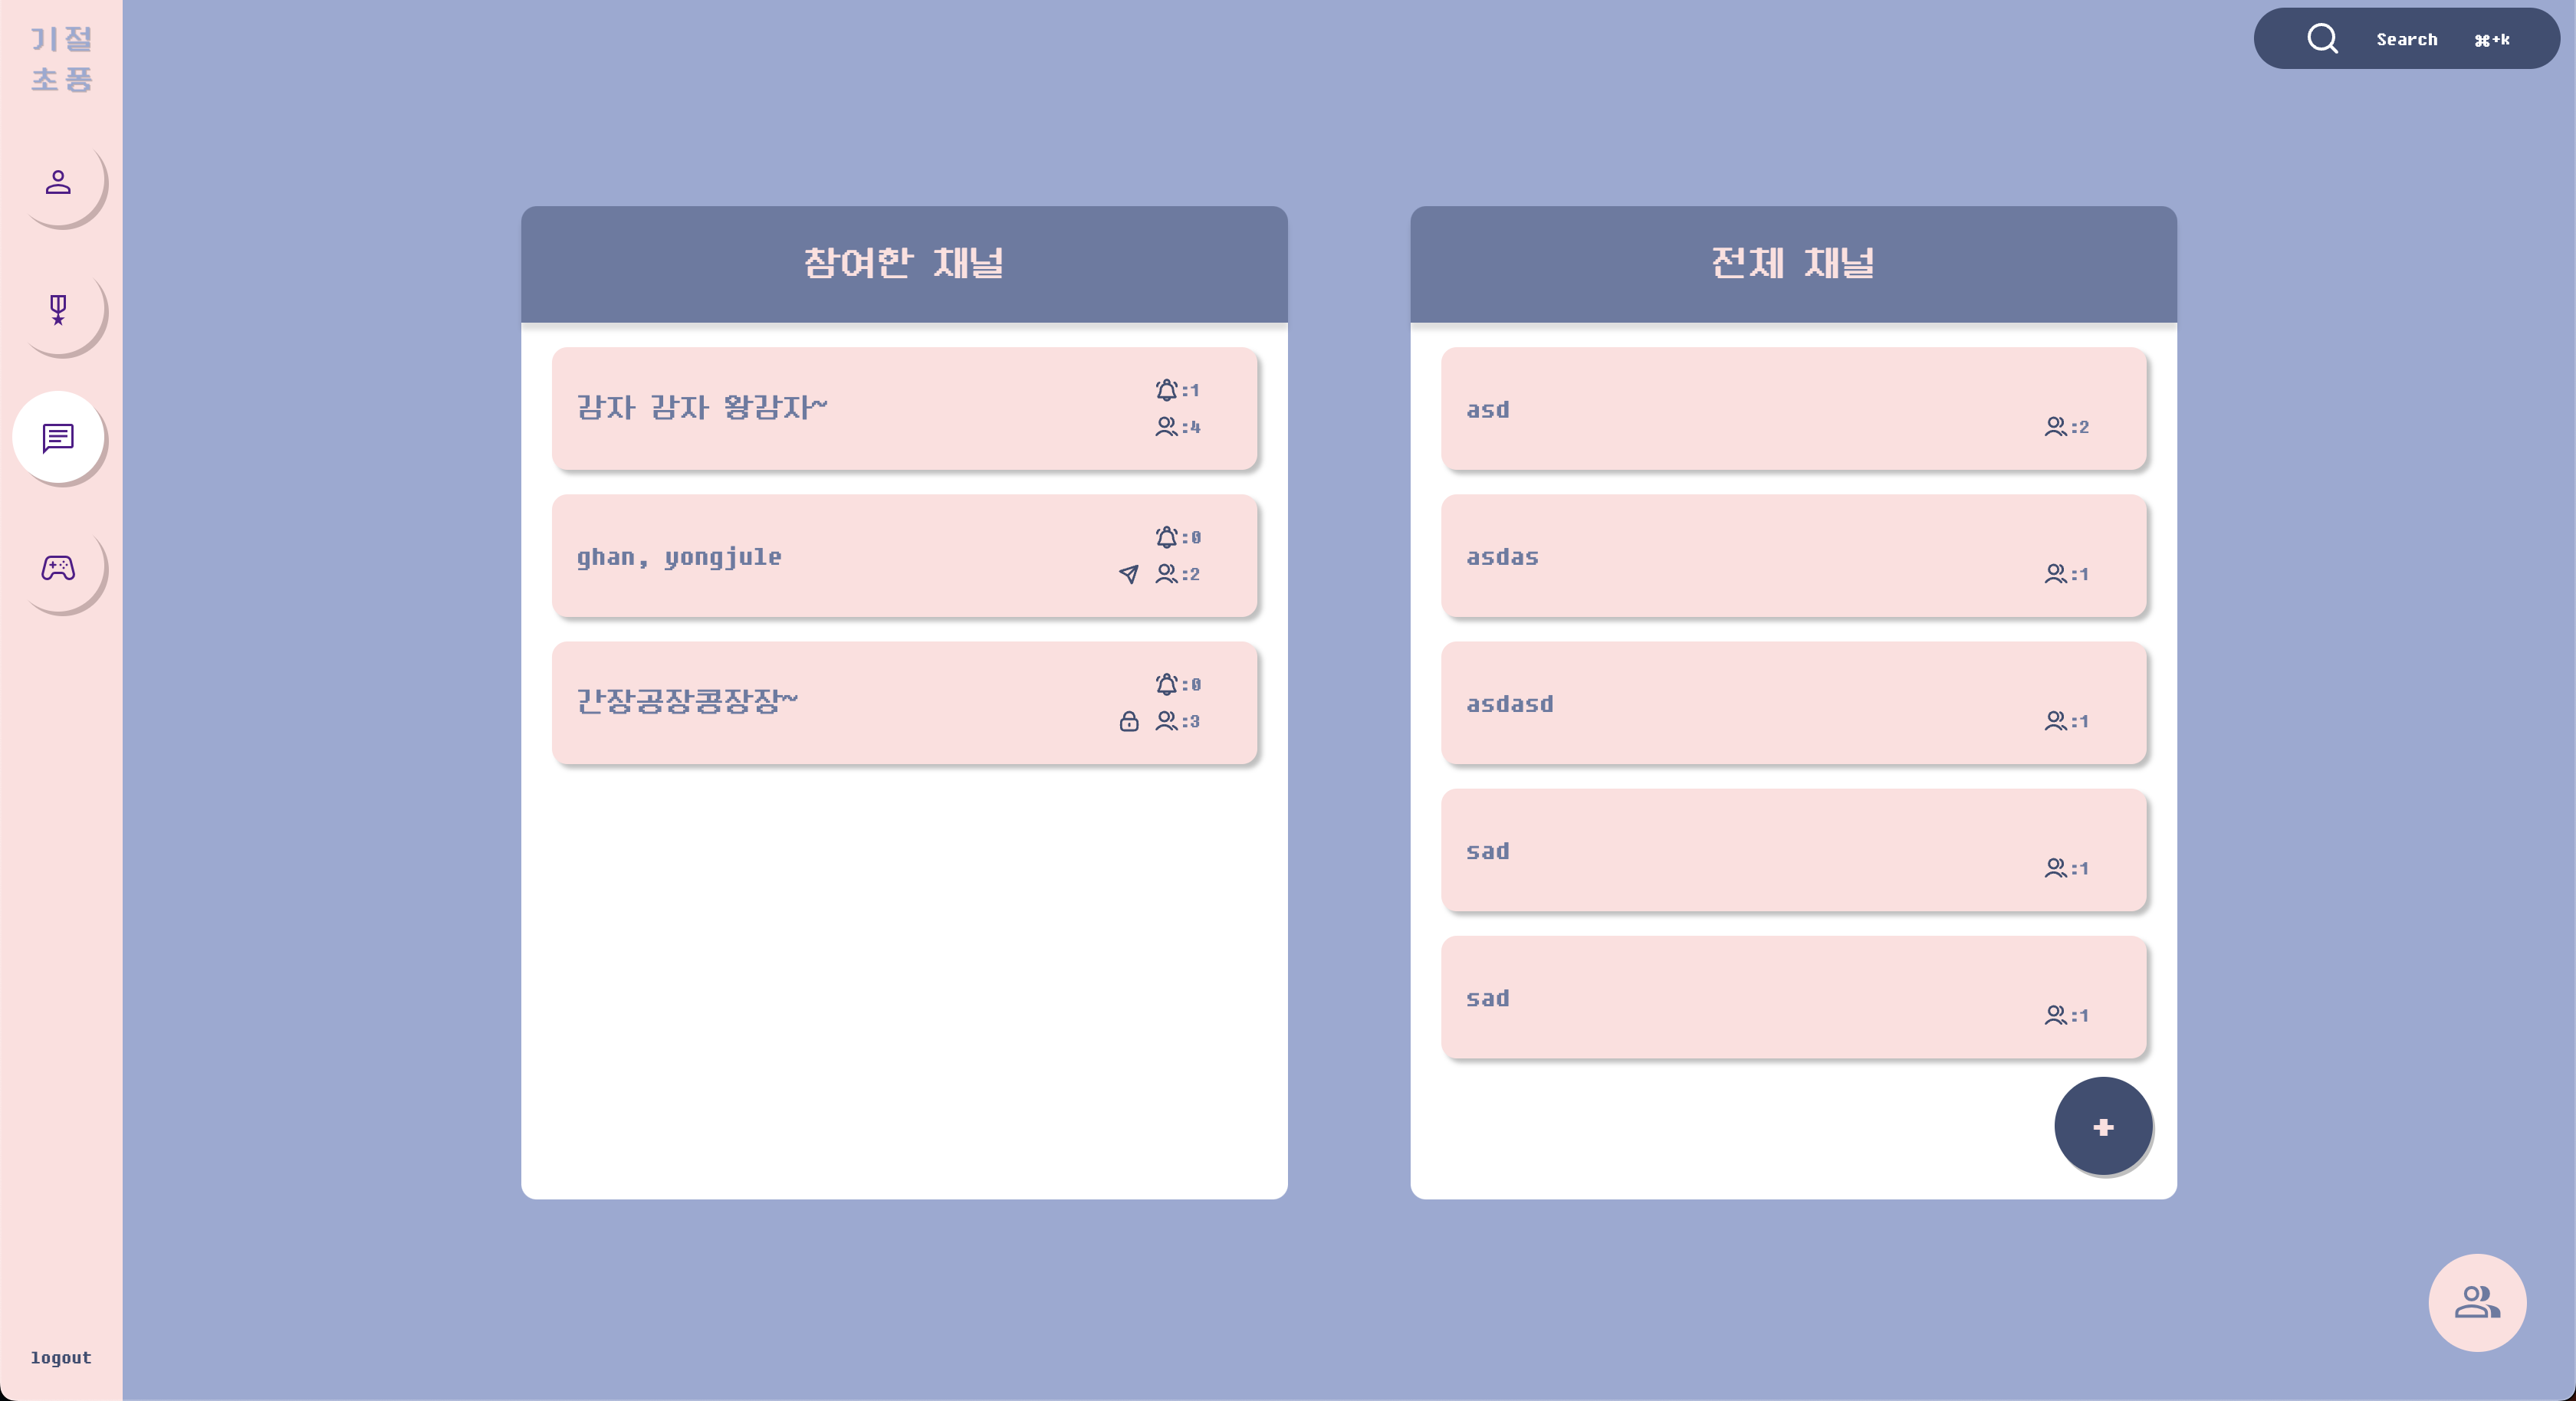 기절
초퐁
Search ⌘+k
참여한 채널
감자 감자 왕감자~
:1
:4
ghan, yongjule
:0
:2
간장공장콩장장~
:0
:3
전체 채널
asd
:2
asdas
:1
asdasd
:1
sad
:1
sad
:1
+
logout